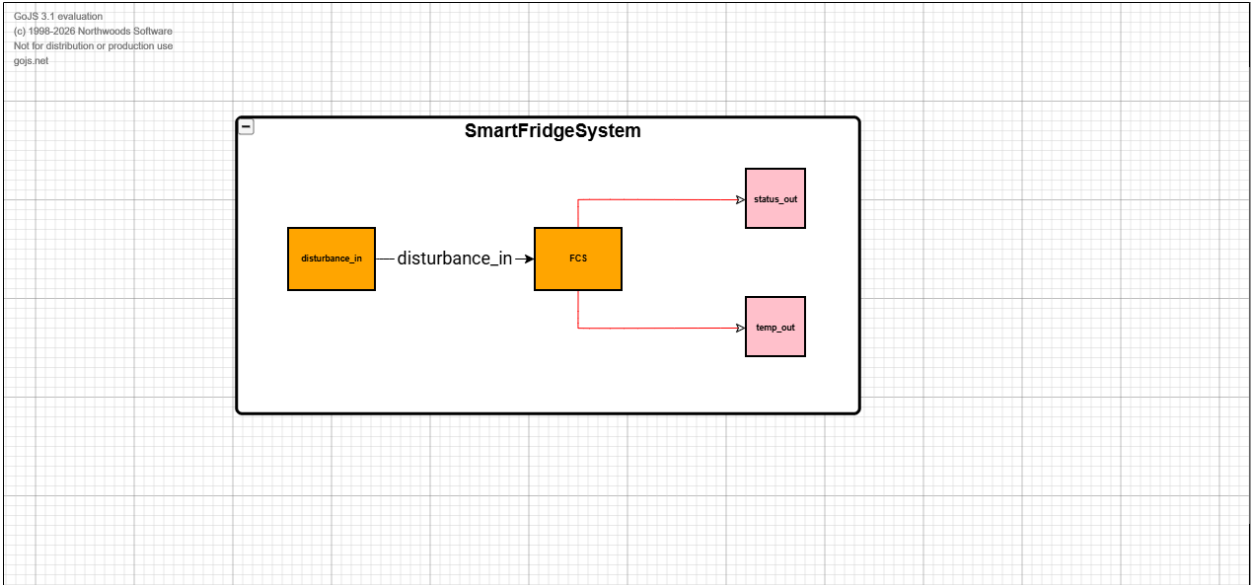 GoJS 3.1 evaluation
(c) 1998-2026 Northwoods Software
Not for distribution or production use
gojs.net
SmartFridgeSystem
status_out
disturbance_in
disturbance_in
FCS
temp_out